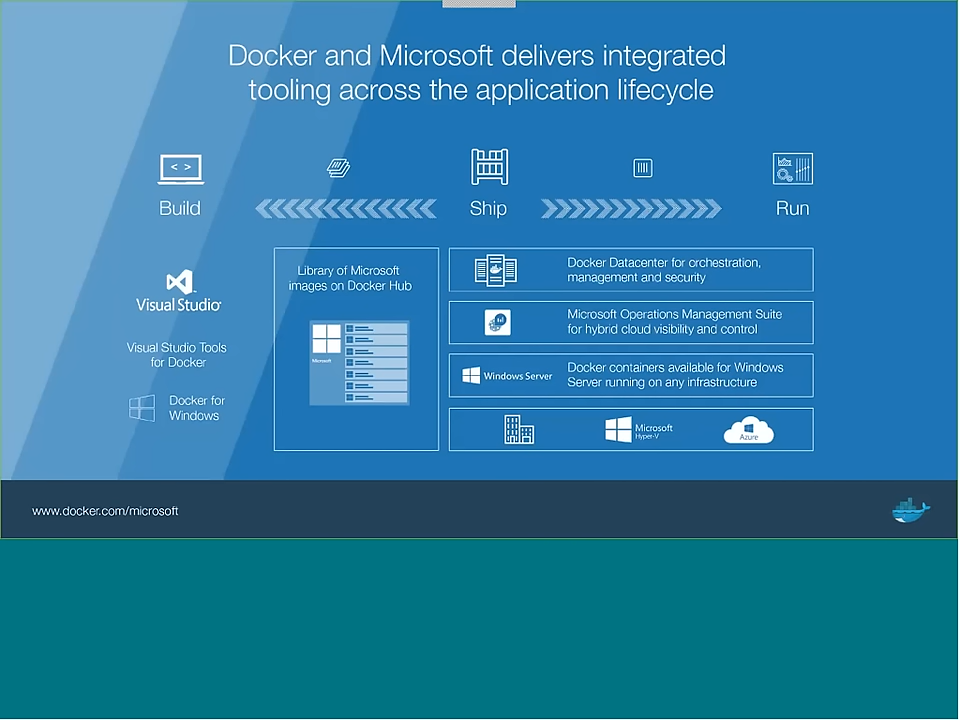 Docker and Microsoft delivers integrated
tooling across the application lifecycle
< >
Build
Ship
Run
Visual Studio
Visual Studio Tools
for Docker
Docker for
Windows
Library of Microsoft
images on Docker Hub
Microsoft
Docker Datacenter for orchestration,
management and security
Microsoft Operations Management Suite
for hybrid cloud visibility and control
Windows Server
Docker containers available for Windows
Server running on any infrastructure
Microsoft
Hyper-V
Azure
www.docker.com/microsoft